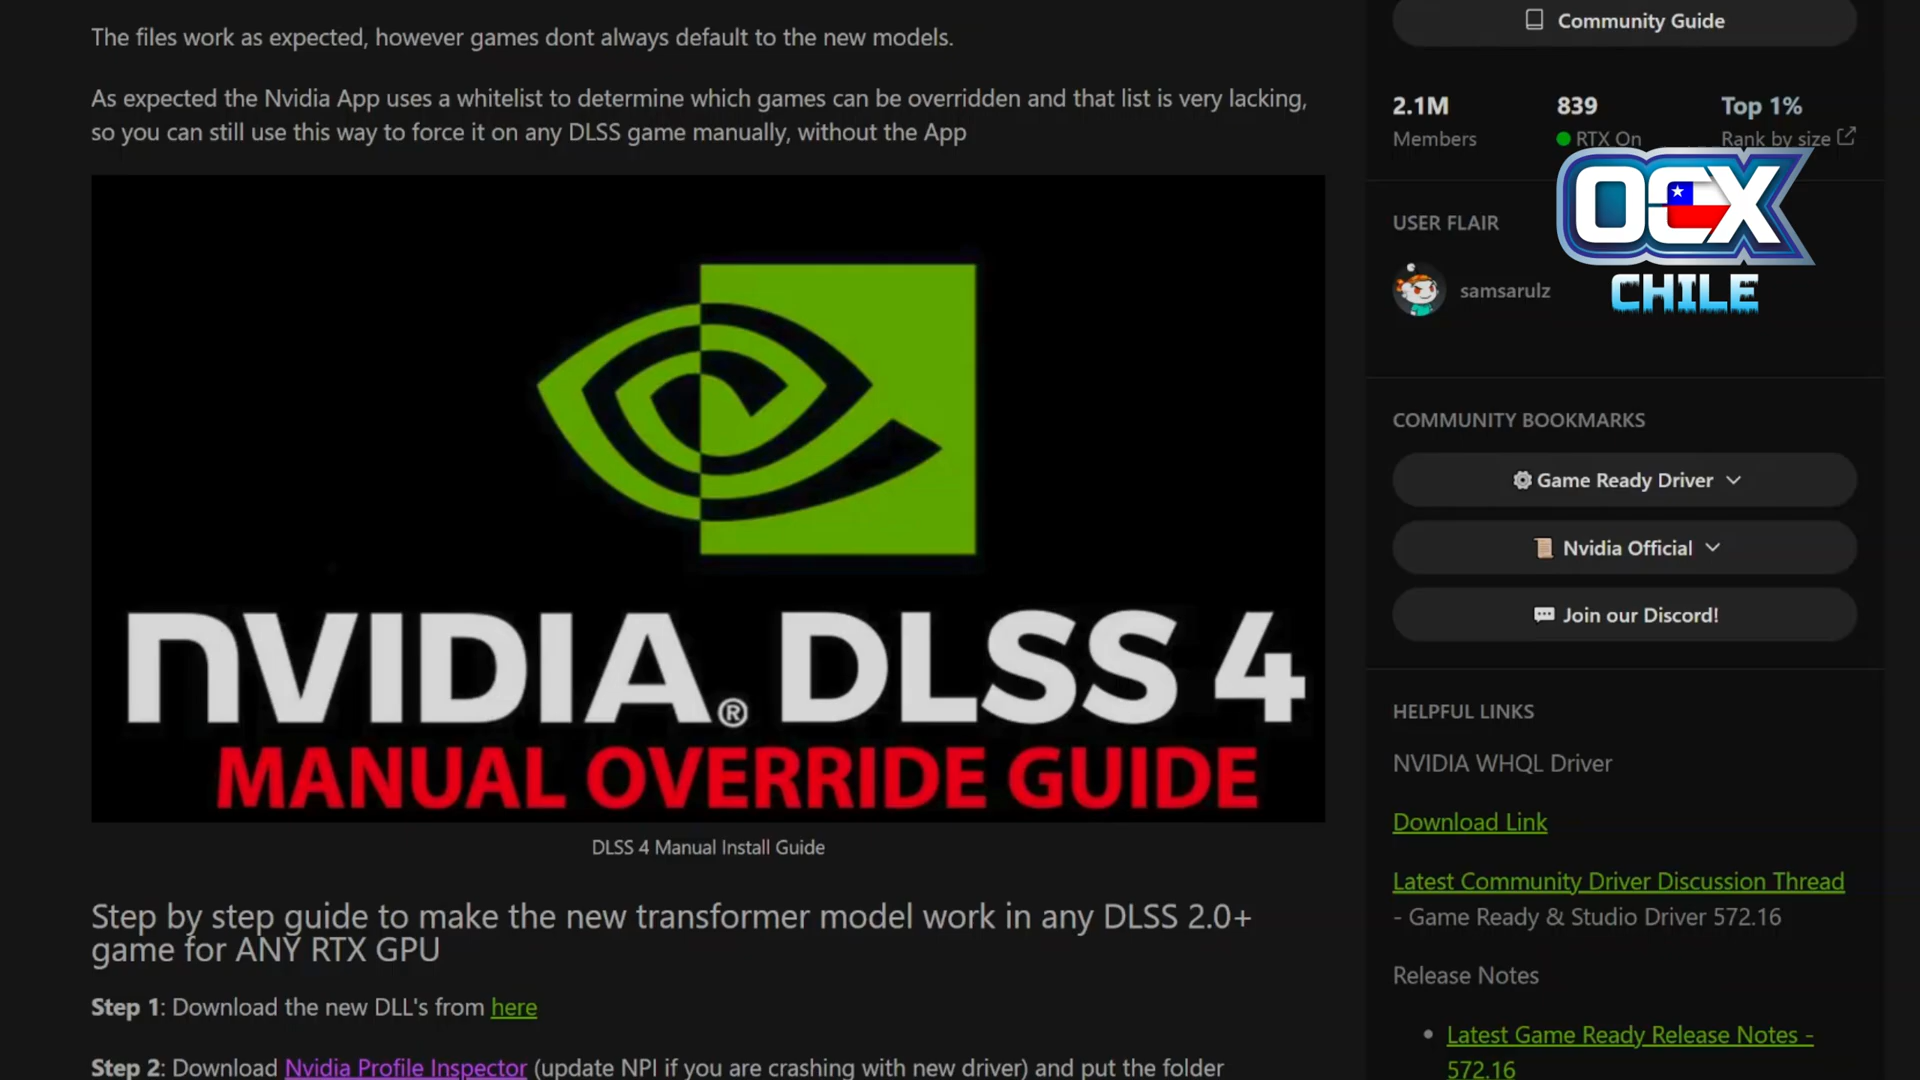 The files work as expected, however games dont always default to the new models.
As expected the Nvidia App uses a whitelist to determine which games can be overridden and that list is very lacking,
so you can still use this way to force it on any DLSS game manually, without the App
NVIDIA® DLSS 4
MANUAL OVERRIDE GUIDE
DLSS 4 Manual Install Guide
Step by step guide to make the new transformer model work in any DLSS 2.0+
game for ANY RTX GPU
Step 1: Download the new DLL's from here
Step 2: Download Nvidia Profile Inspector (update NPI if you are crashing with new driver) and put the folder
Community Guide
2.1M 839 Top 1%
Members RTX On Rank by size
OCX
CHILE
USER FLAIR
samsarulz
COMMUNITY BOOKMARKS
Game Ready Driver
Nvidia Official
Join our Discord!
HELPFUL LINKS
NVIDIA WHQL Driver
Download Link
Latest Community Driver Discussion Thread
- Game Ready & Studio Driver 572.16
Release Notes
• Latest Game Ready Release Notes -
572.16